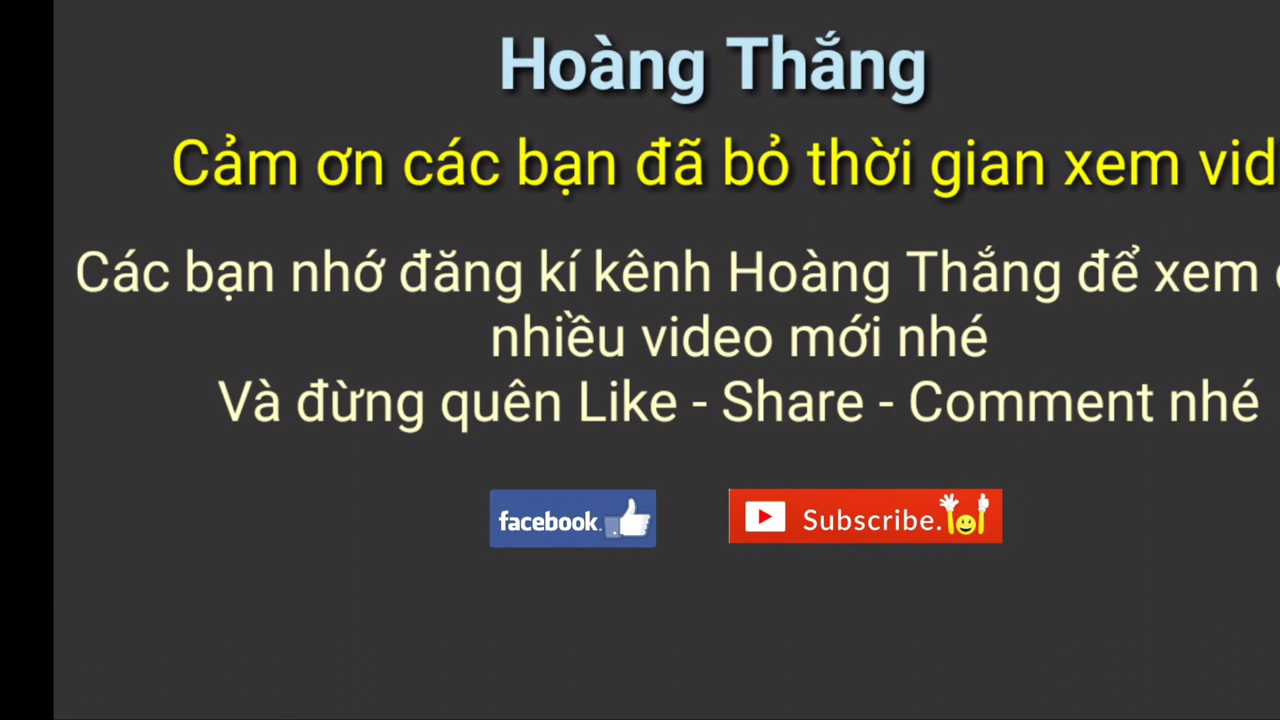 Hoàng Thắng
Cảm ơn các bạn đã bỏ thời gian xem vid
Các bạn nhớ đăng kí kênh Hoàng Thắng để xem
nhiều video mới nhé
Và đừng quên Like - Share - Comment nhé
facebook.
Subscribe.